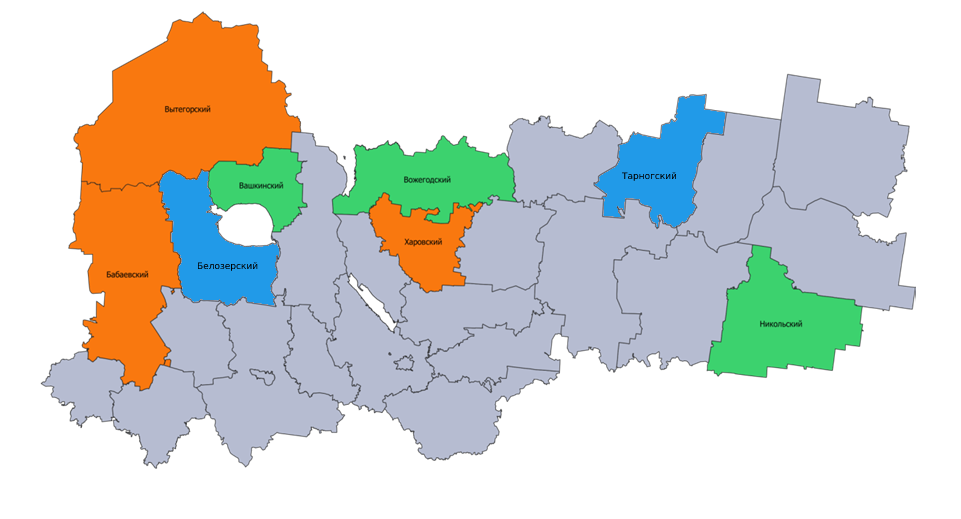 Вытегорский
Тарногский
Вожегодский
Вашкинский
Харовский
Белозерский
Бабаевский
Никольский